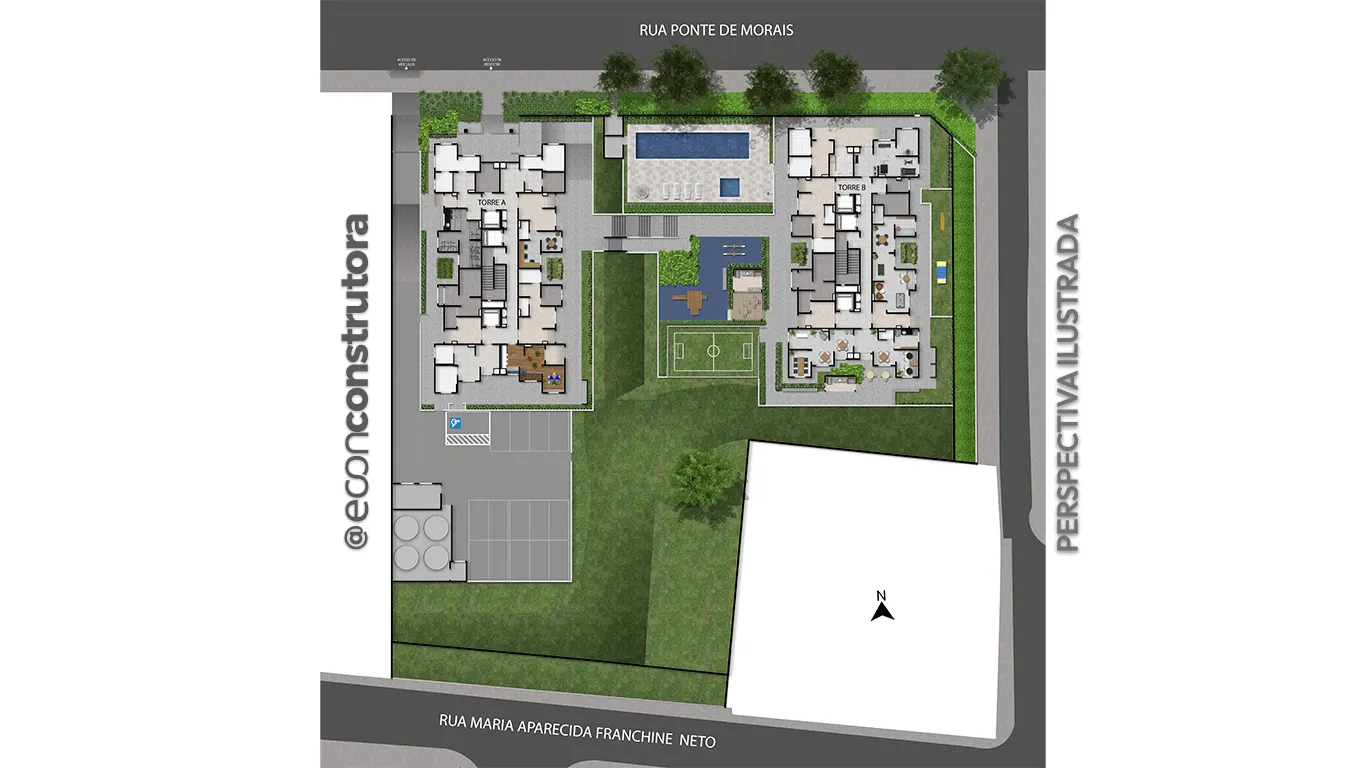 RUA PONTE DE MORAIS
ACESSO DE
VEÍCULOS
ACESSO DE
PEDESTRE
TORRE A
TORRE B
@econconstrutora
PERSPECTIVA ILUSTRADA
N
RUA MARIA APARECIDA FRANCHINE NETO